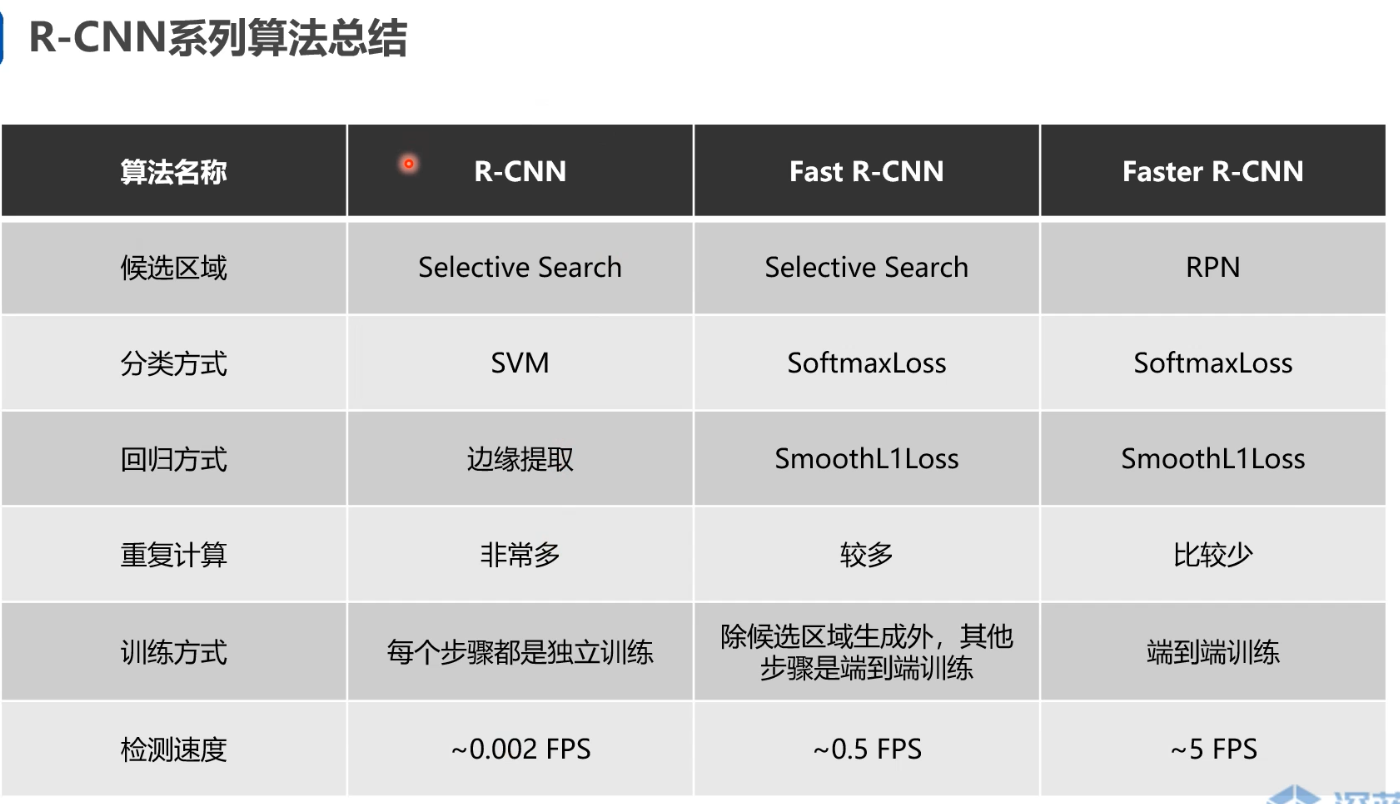 R-CNN系列算法总结
算法名称 R-CNN Fast R-CNN Faster R-CNN
候选区域 Selective Search Selective Search RPN
分类方式 SVM SoftmaxLoss SoftmaxLoss
回归方式 边缘提取 SmoothL1Loss SmoothL1Loss
重复计算 非常多 较多 比较少
训练方式 每个步骤都是独立训练 除候选区域生成外，其他
步骤是端到端训练 端到端训练
检测速度 ~0.002 FPS ~0.5 FPS ~5 FPS